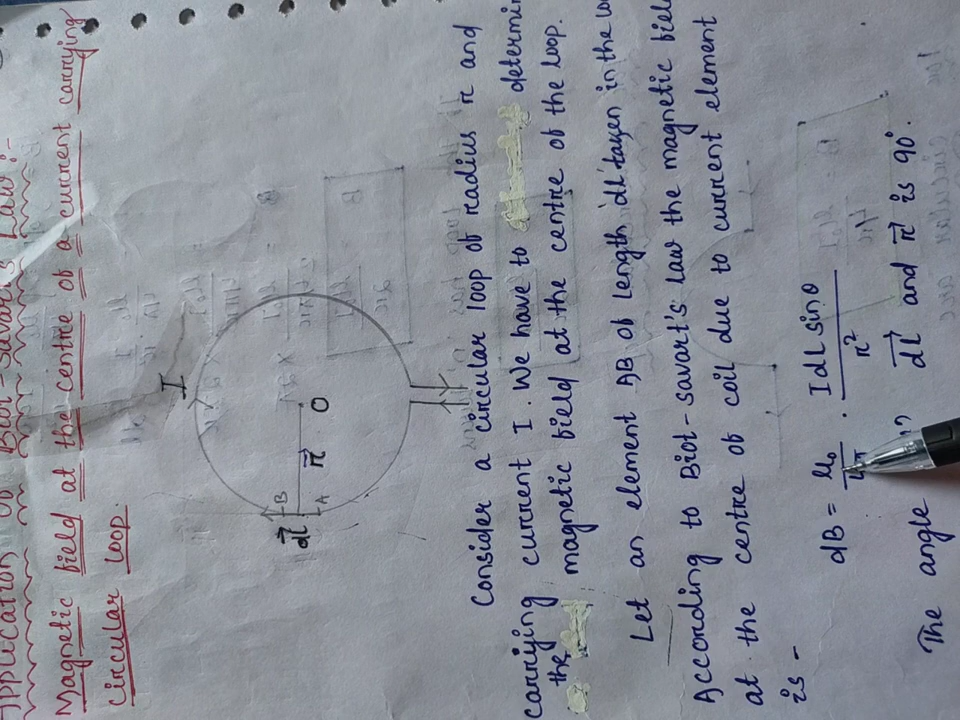 Application of Biot-Savart's Law :-
Magnetic field at the centre of a current carrying
circular loop.
I
B
A
dl
r
O
Consider a circular loop of radius r and
carrying current I. We have to
the magnetic field at the centre of the loop.
Let an element AB of length dl taken in the
According to Biot-savart's law the magnetic
at the centre of coil due to current element
is -
dB = μ₀/4π . Idl sinθ/r²
The angle dl and r is 90°.